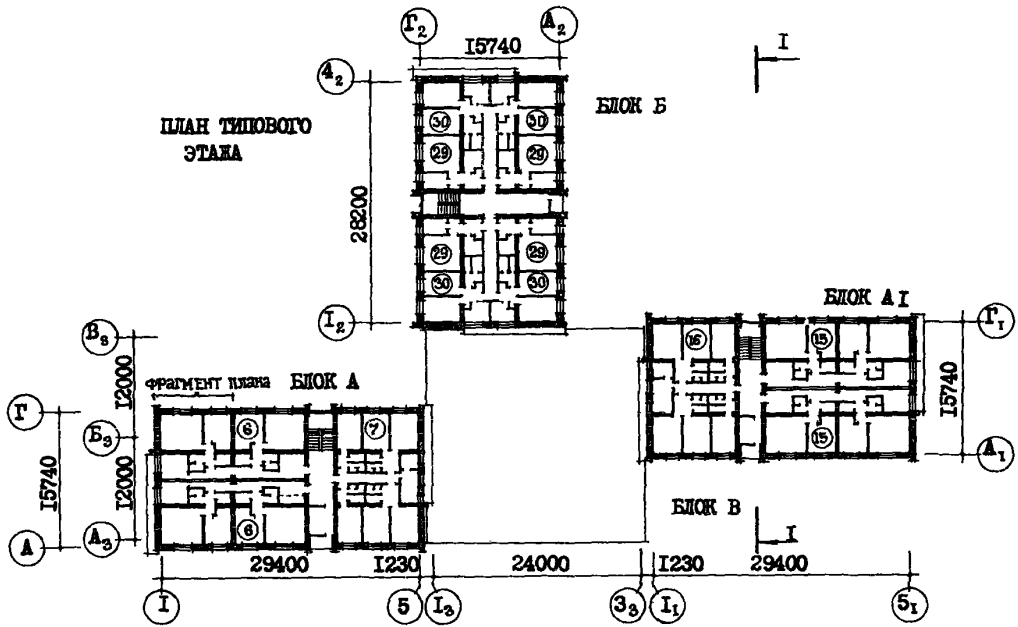 Г₂
А₂
I
15740
4₂
БЛОК Б
ПЛАН ТИПОВОГО
ЭТАЖА
30
30
29
29
28200
29
29
30
30
I₂
БЛОК А I
В₃
Г₁
ФРАГМЕНТ плана
БЛОК А
16
15
12000
15740
Г
Б₃
6
7
15
А₁
15740
12000
БЛОК В
6
А
А₃
I
29400
1230
24000
1230
29400
I
5
I₃
3₃
I₁
5₁